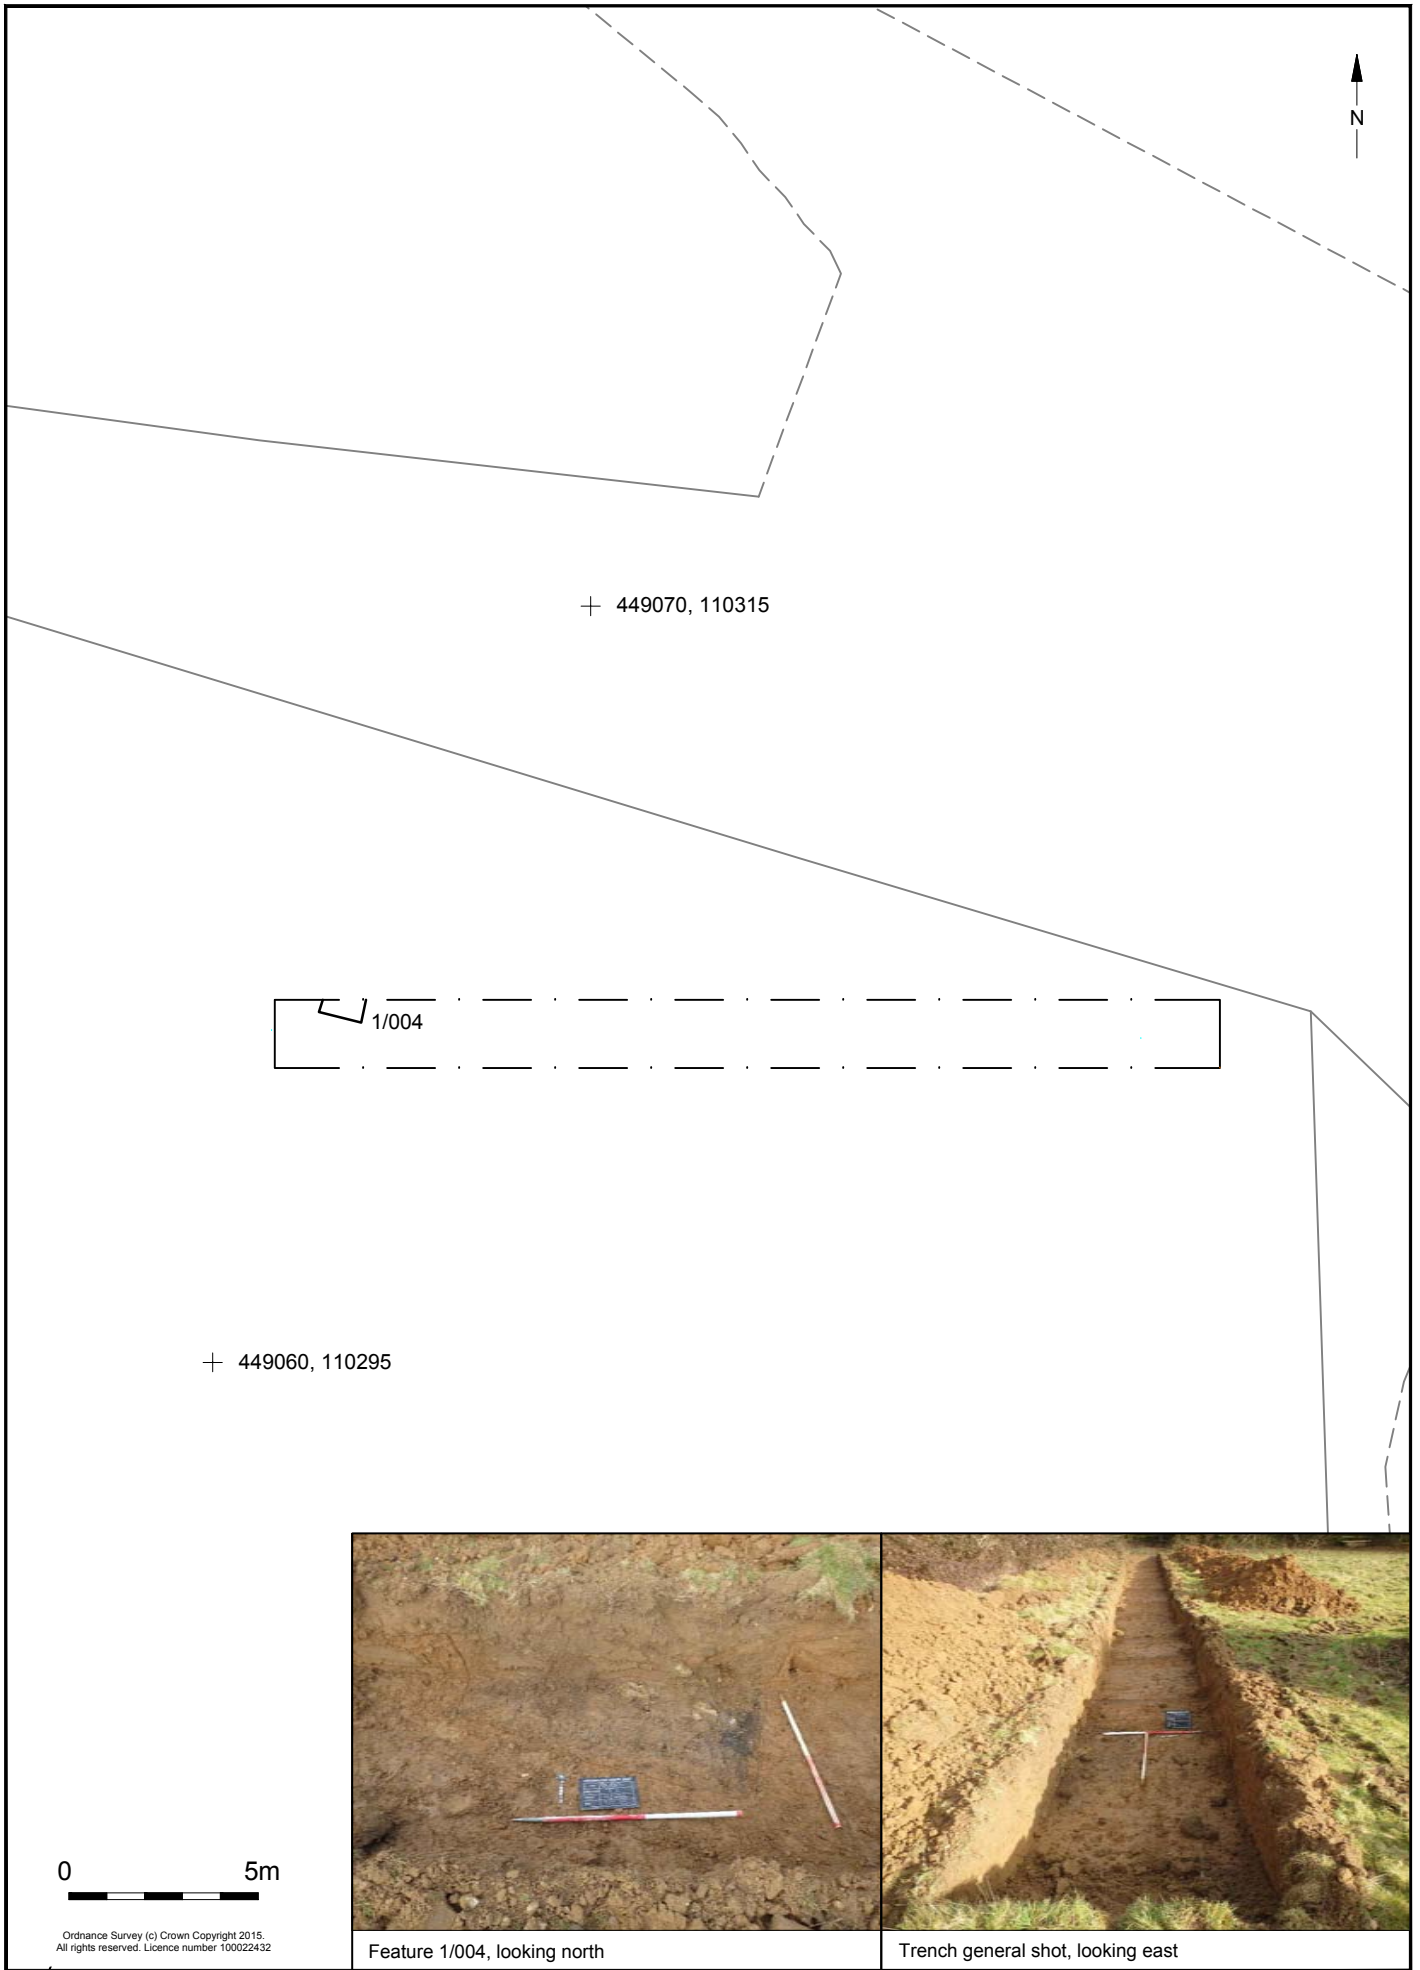 N
449070, 110315
1/004
449060, 110295
0 5m
Ordnance Survey (c) Crown Copyright 2015.
All rights reserved. Licence number 100022432
Feature 1/004, looking north
Trench general shot, looking east